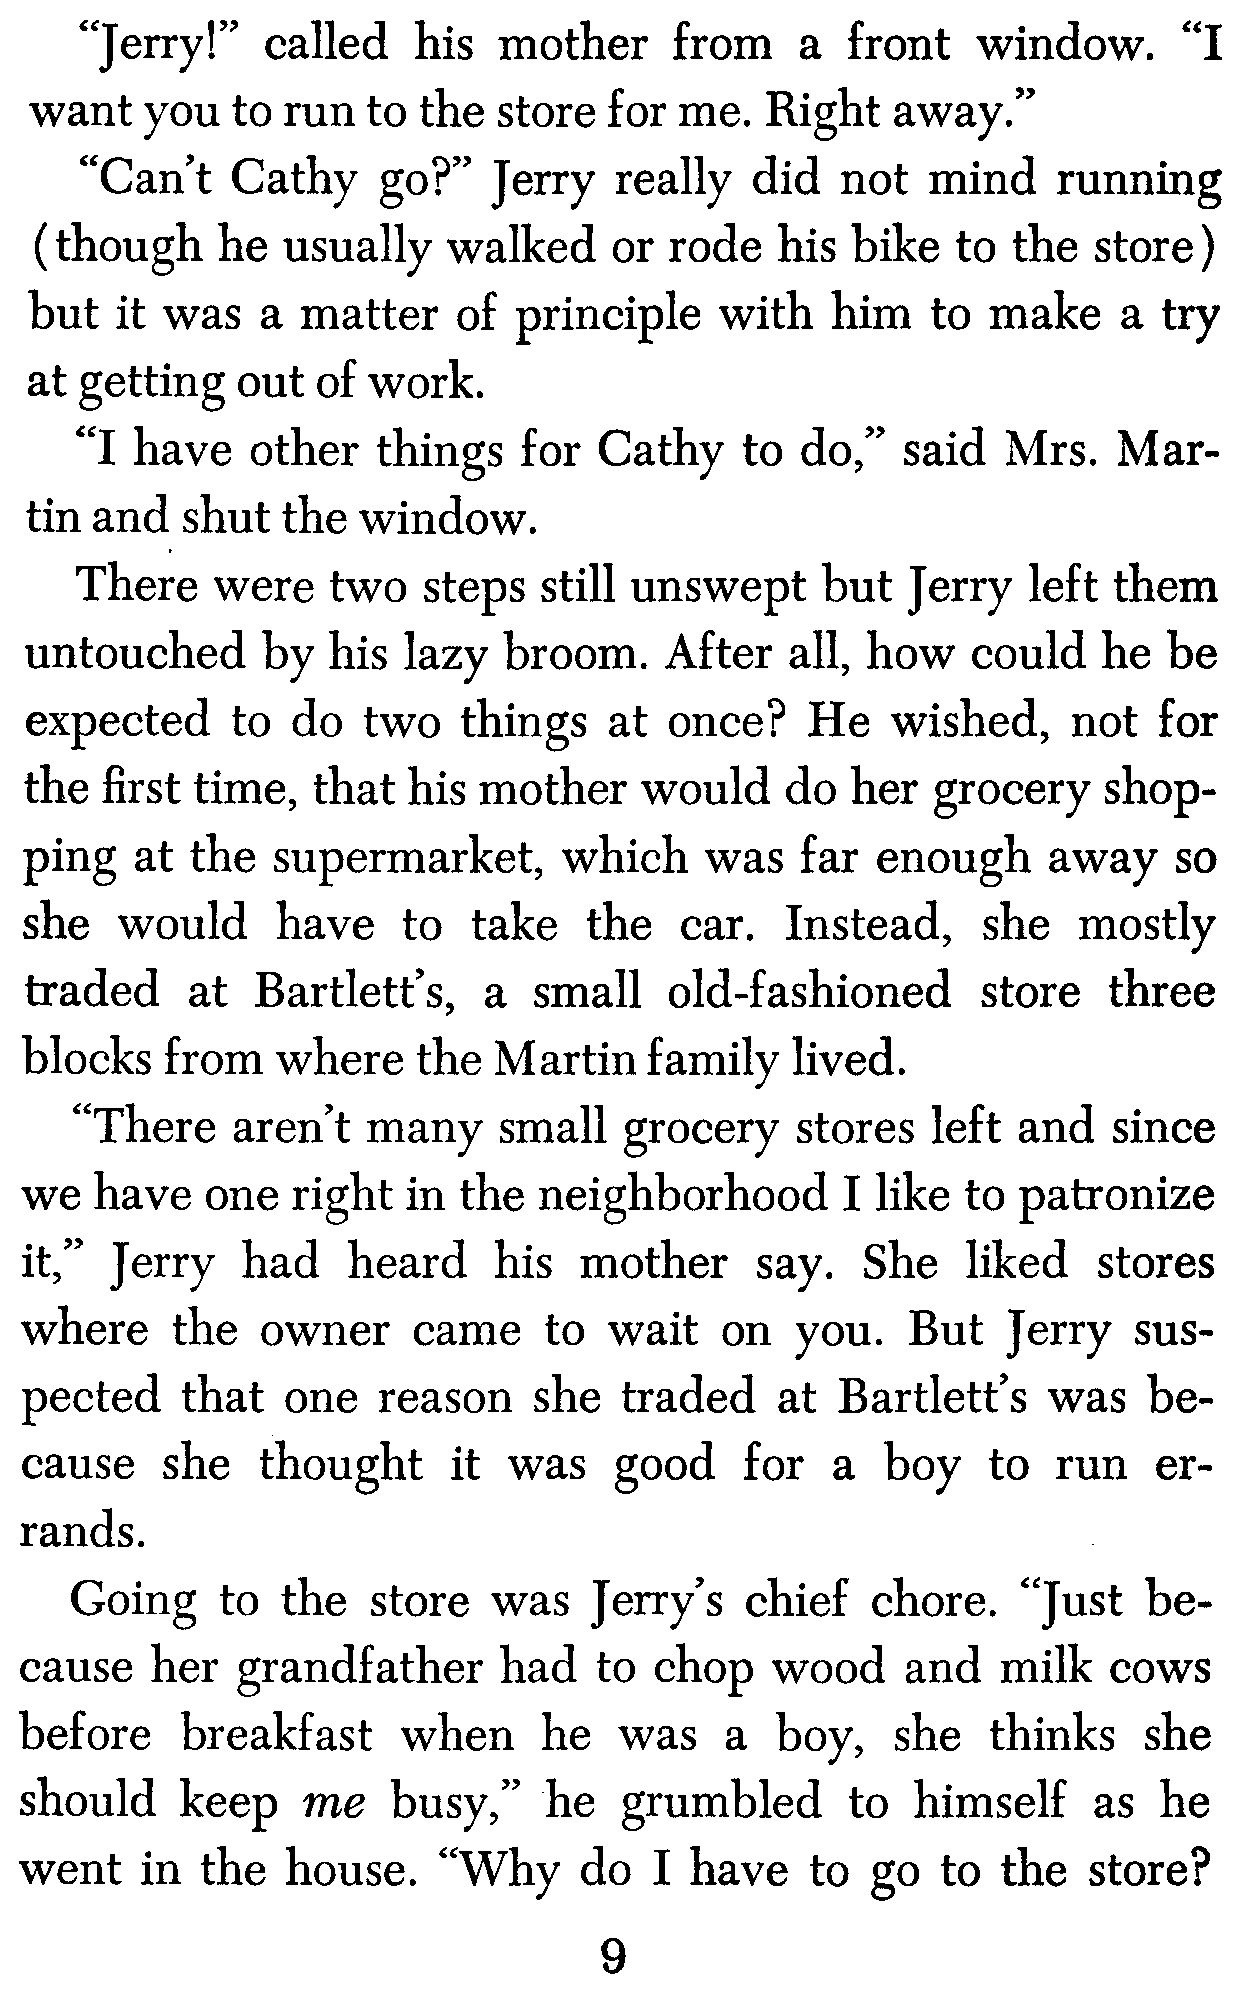 “Jerry!” called his mother from a front window. “I
want you to run to the store for me. Right away.”
“Can’t Cathy go?” Jerry really did not mind running
(though he usually walked or rode his bike to the store)
but it was a matter of principle with him to make a try
at getting out of work.
“I have other things for Cathy to do,” said Mrs. Mar-
tin and shut the window.
There were two steps still unswept but Jerry left them
untouched by his lazy broom. After all, how could he be
expected to do two things at once? He wished, not for
the first time, that his mother would do her grocery shop-
ping at the supermarket, which was far enough away so
she would have to take the car. Instead, she mostly
traded at Bartlett’s, a small old-fashioned store three
blocks from where the Martin family lived.
“There aren’t many small grocery stores left and since
we have one right in the neighborhood I like to patronize
it,” Jerry had heard his mother say. She liked stores
where the owner came to wait on you. But Jerry sus-
pected that one reason she traded at Bartlett’s was be-
cause she thought it was good for a boy to run er-
rands.
Going to the store was Jerry’s chief chore. “Just be-
cause her grandfather had to chop wood and milk cows
before breakfast when he was a boy, she thinks she
should keep me busy,” he grumbled to himself as he
went in the house. “Why do I have to go to the store?
9